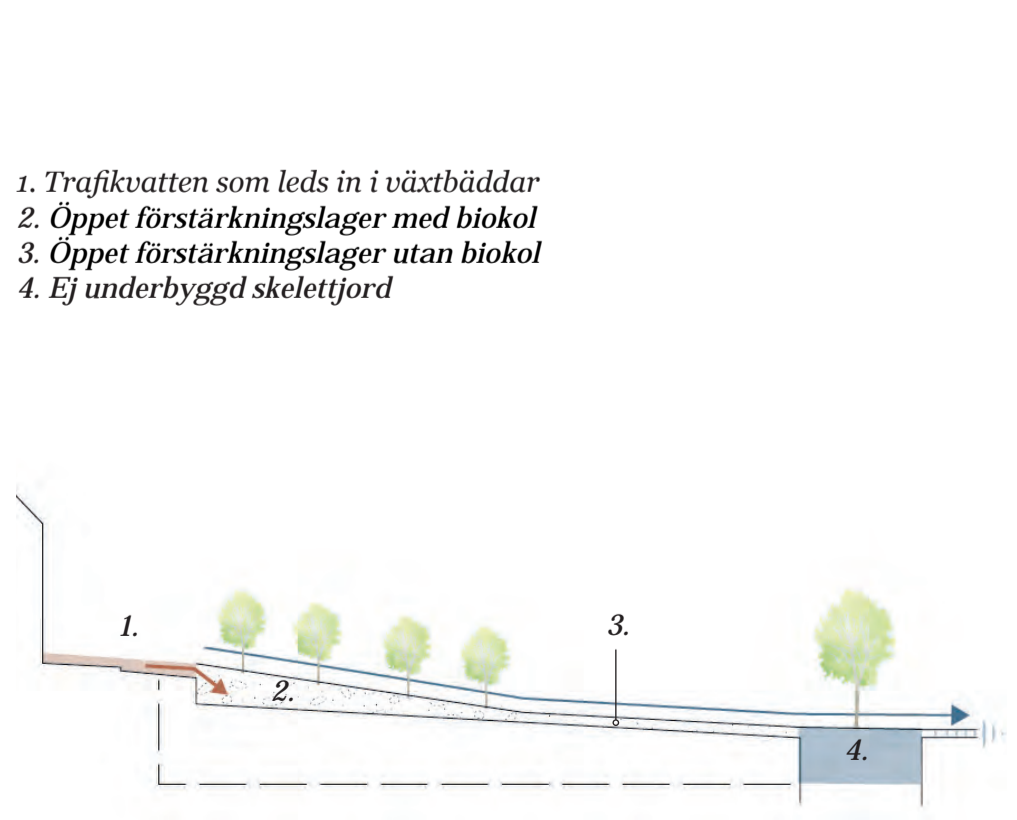 1. Trafikvatten som leds in i växtbäddar
2. Öppet förstärkningslager med biokol
3. Öppet förstärkningslager utan biokol
4. Ej underbyggd skelettjord
1.
3.
2.
4.